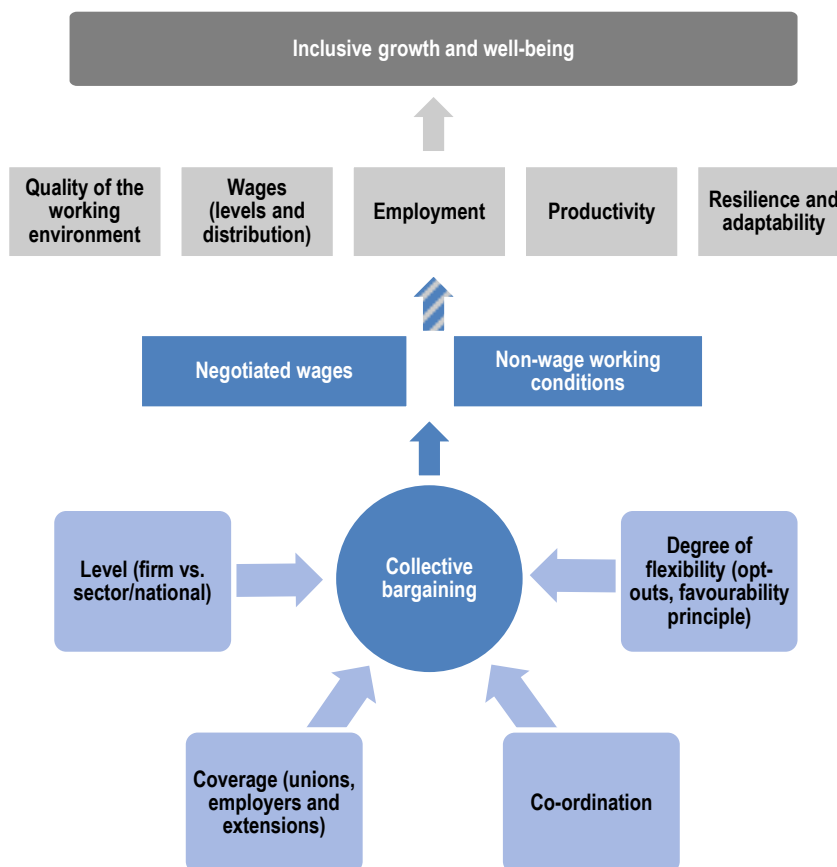 Inclusive growth and well-being
Quality of the
working
environment
Wages
(levels and
distribution)
Employment
Productivity
Resilience and
adaptability
Negotiated wages
Non-wage working
conditions
Level (firm vs.
sector/national)
Collective
bargaining
Degree of
flexibility (opt-
outs, favourability
principle)
Coverage (unions,
employers and
extensions)
Co-ordination